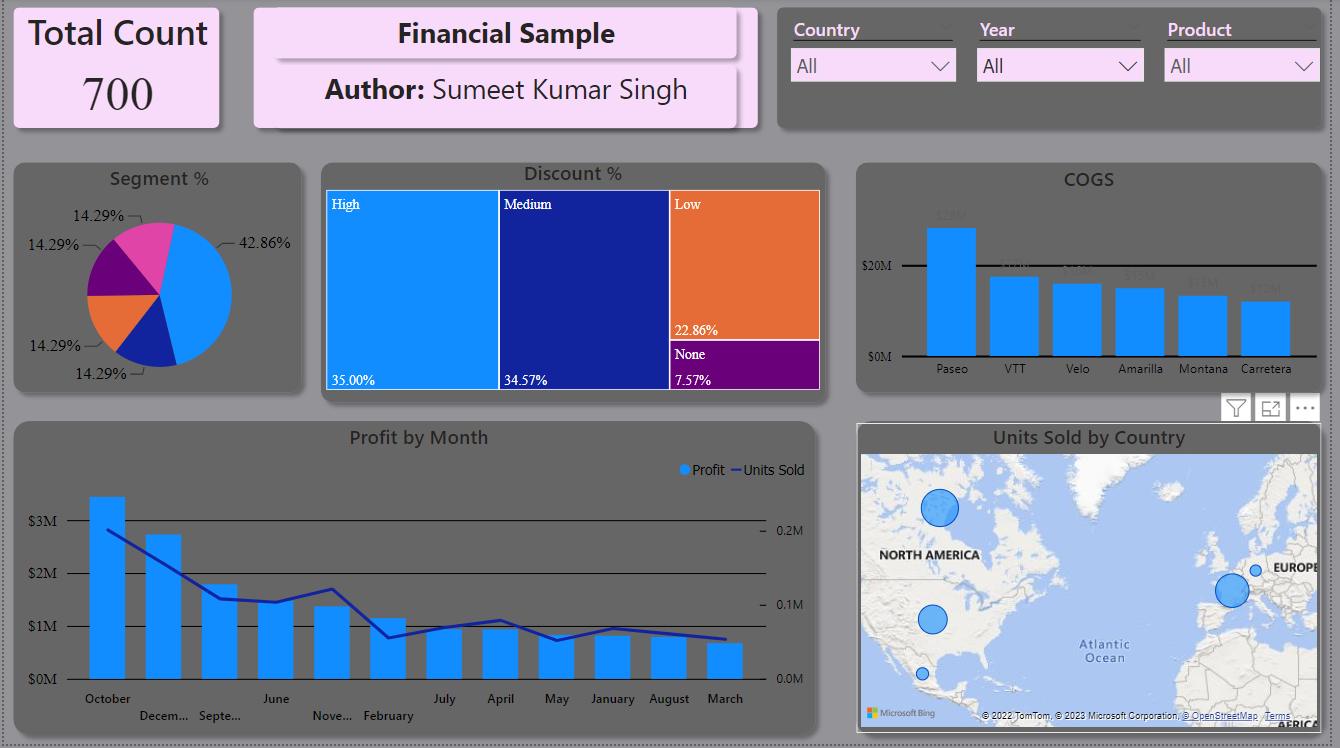 Total Count
700
Financial Sample
Author: Sumeet Kumar Singh
Country
All
Year
All
Product
All
Segment %
14.29%
42.86%
14.29%
14.29%
14.29%
Discount %
High
35.00%
Medium
34.57%
Low
22.86%
None
7.57%
COGS
$28M
$20M
$0M
Paseo VTT Velo Amarilla Montana Carretera
Profit by Month
Profit Units Sold
$3M
$2M
$1M
$0M
0.2M
0.1M
0.0M
October Decem... Septe... June Nove... February July April May January August March
Units Sold by Country
NORTH AMERICA
EUROPE
Atlantic
Ocean
AFRICA
Microsoft Bing
© 2022 TomTom, © 2023 Microsoft Corporation, © OpenStreetMap Terms